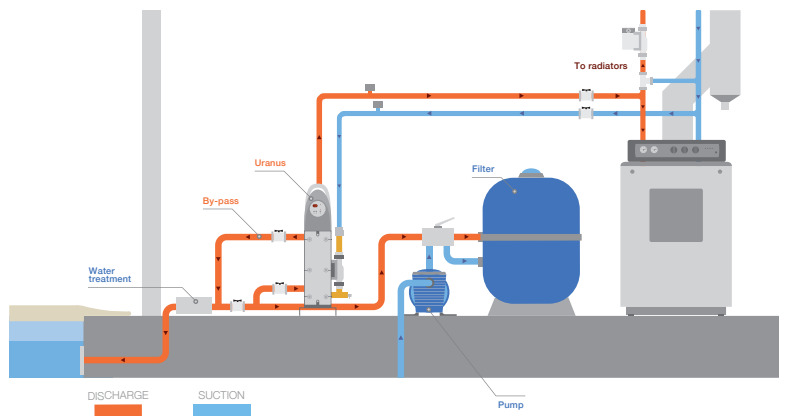 To radiators
Uranus
Filter
By-pass
Water
treatment
DISCHARGE
SUCTION
Pump